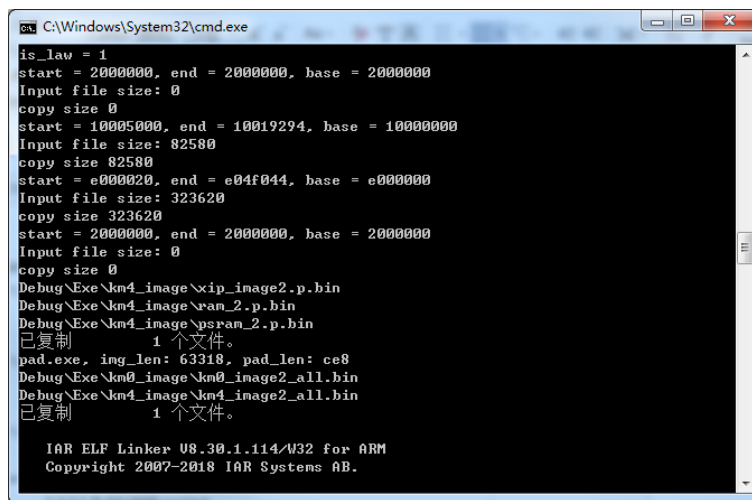 C:\Windows\System32\cmd.exe
is_law = 1
start = 2000000, end = 2000000, base = 2000000
Input file size: 0
copy size 0
start = 10005000, end = 10019294, base = 10000000
Input file size: 82580
copy size 82580
start = e000020, end = e04f044, base = e000000
Input file size: 323620
copy size 323620
start = 2000000, end = 2000000, base = 2000000
Input file size: 0
copy size 0
Debug\Exe\km4_image\xip_image2.p.bin
Debug\Exe\km4_image\ram_2.p.bin
Debug\Exe\km4_image\psram_2.p.bin
已复制         1 个文件。
pad.exe, img_len: 63318, pad_len: ce8
Debug\Exe\km0_image\km0_image2_all.bin
Debug\Exe\km4_image\km4_image2_all.bin
已复制         1 个文件。
IAR ELF Linker V8.30.1.114/W32 for ARM
Copyright 2007-2018 IAR Systems AB.